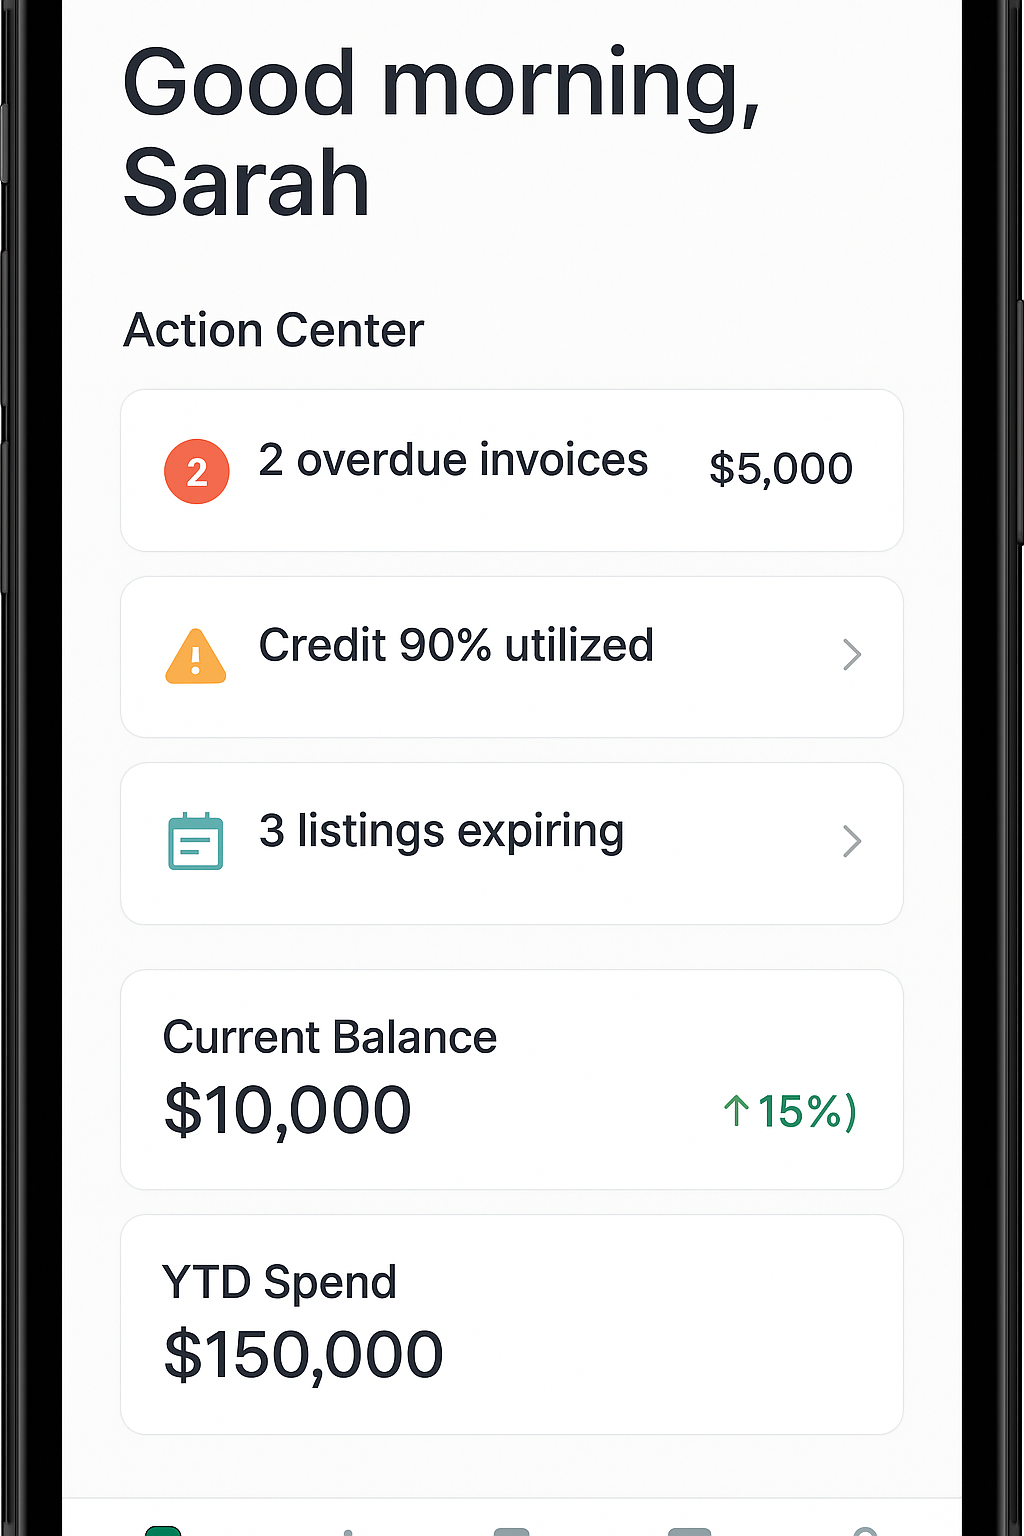 Good morning,
Sarah
Action Center
2 2 overdue invoices $5,000
Credit 90% utilized
3 listings expiring
Current Balance
$10,000 ↑15%)
YTD Spend
$150,000